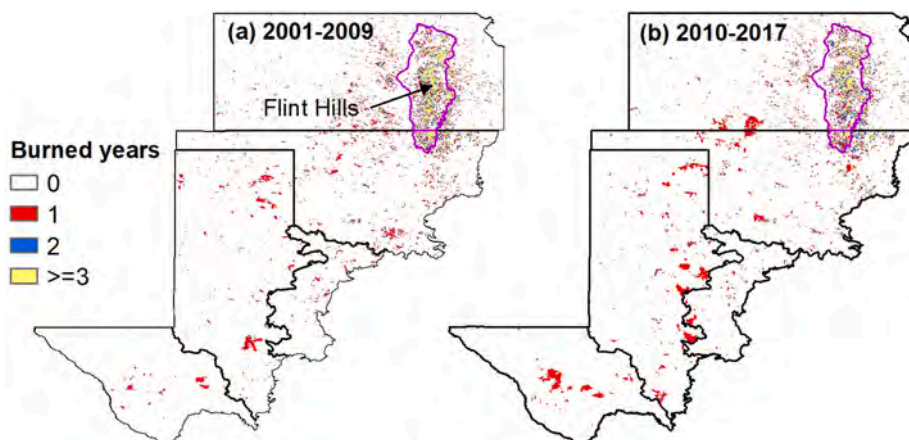 (a) 2001-2009
(b) 2010-2017
Flint Hills
Burned years
0
1
2
>=3